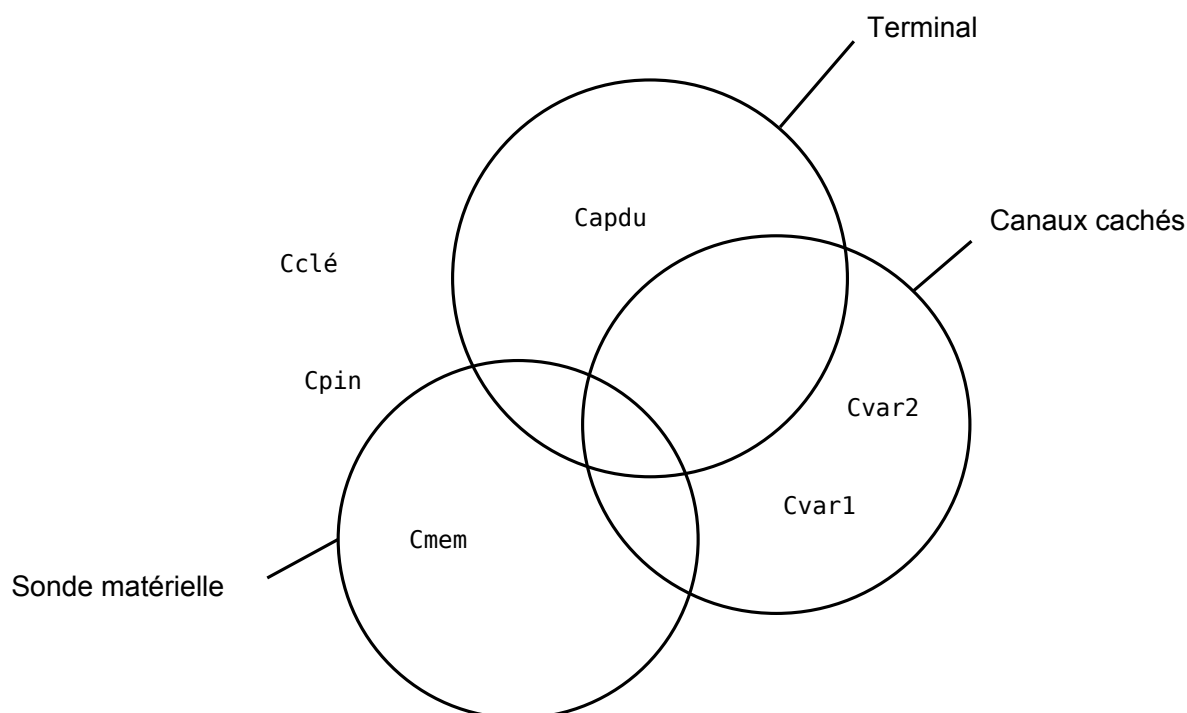 Terminal
Capdu
Canaux cachés
Cclé
Cpin
Cvar2
Cvar1
Cmem
Sonde matérielle